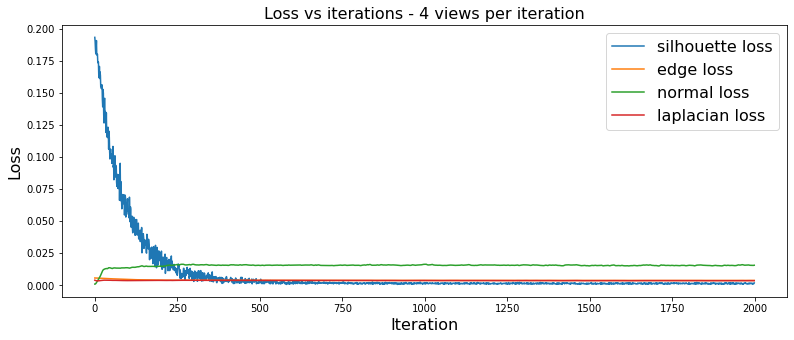 Loss vs iterations - 4 views per iteration
0.200
0.175
0.150
0.125
0.100
0.075
0.050
0.025
0.000
Loss
silhouette loss
edge loss
normal loss
laplacian loss
0 250 500 750 1000 1250 1500 1750 2000
Iteration